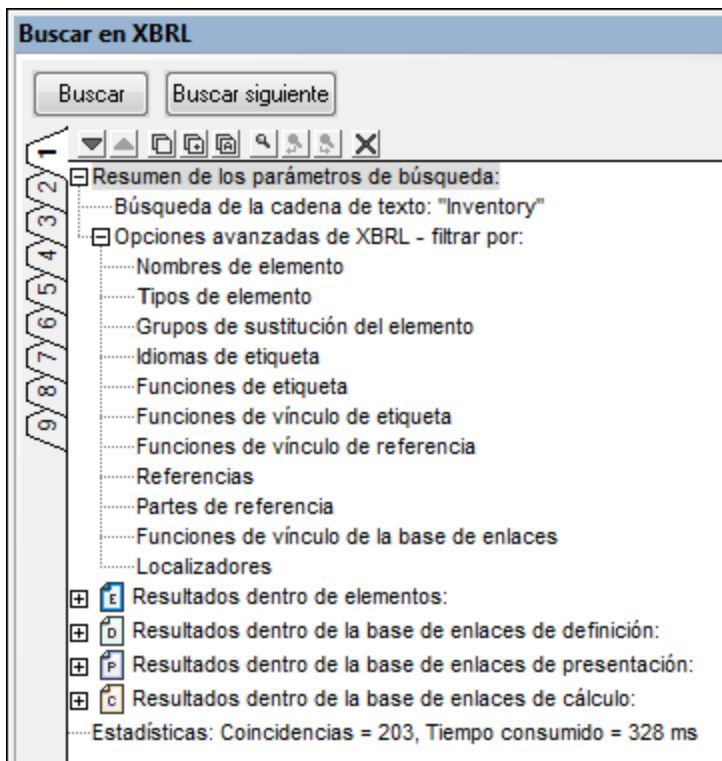 Buscar en XBRL
Buscar Buscar siguiente
1
2
3
4
5
6
7
8
9
Resumen de los parámetros de búsqueda:
Búsqueda de la cadena de texto: "Inventory"
Opciones avanzadas de XBRL - filtrar por:
Nombres de elemento
Tipos de elemento
Grupos de sustitución del elemento
Idiomas de etiqueta
Funciones de etiqueta
Funciones de vínculo de etiqueta
Funciones de vínculo de referencia
Referencias
Partes de referencia
Funciones de vínculo de la base de enlaces
Localizadores
E Resultados dentro de elementos:
D Resultados dentro de la base de enlaces de definición:
P Resultados dentro de la base de enlaces de presentación:
C Resultados dentro de la base de enlaces de cálculo:
Estadísticas: Coincidencias = 203, Tiempo consumido = 328 ms